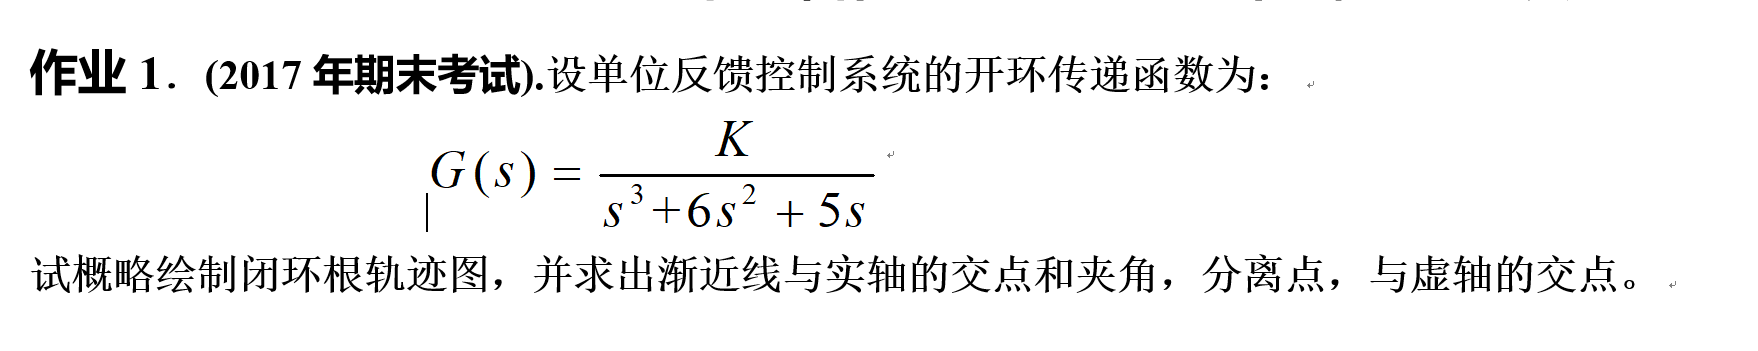 作业 1. (2017 年期末考试).设单位反馈控制系统的开环传递函数为：
G(s) = K / (s³+6s² + 5s)
试概略绘制闭环根轨迹图，并求出渐近线与实轴的交点和夹角，分离点，与虚轴的交点。